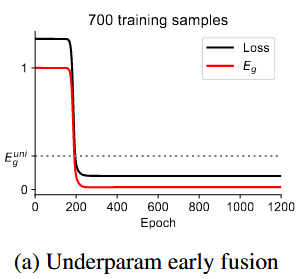 700 training samples
Loss
E_g
1
E_g^uni
0
0 200 400 600 800 1000 1200
Epoch
(a) Underparam early fusion